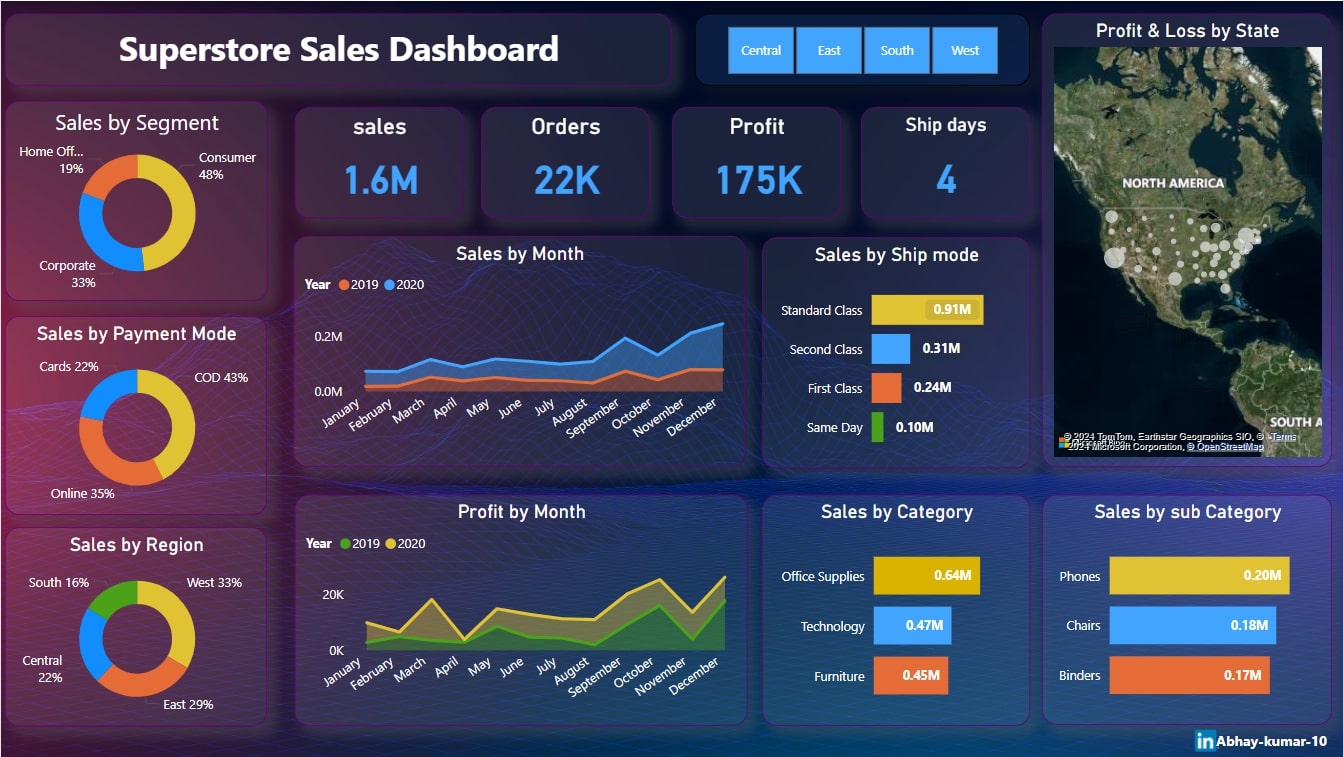 Superstore Sales Dashboard
Central
East
South
West
Profit & Loss by State
NORTH AMERICA
SOUTH A
© 2024 TomTom, Earthstar Geographics SIO, ©
Terms
2024 Microsoft Corporation, © OpenStreetMap
Sales by Segment
Home Off...
19%
Consumer
48%
Corporate
33%
sales
1.6M
Orders
22K
Profit
175K
Ship days
4
Sales by Month
Year 2019 2020
0.2M
0.0M
January
February
March
April
May
June
July
August
September
October
November
December
Sales by Ship mode
Standard Class 0.91M
Second Class 0.31M
First Class 0.24M
Same Day 0.10M
Sales by Payment Mode
Cards 22%
COD 43%
Online 35%
Sales by Region
South 16%
West 33%
Central
22%
East 29%
Profit by Month
Year 2019 2020
20K
0K
January
February
March
April
May
June
July
August
September
October
November
December
Sales by Category
Office Supplies 0.64M
Technology 0.47M
Furniture 0.45M
Sales by sub Category
Phones 0.20M
Chairs 0.18M
Binders 0.17M
in Abhay-kumar-10